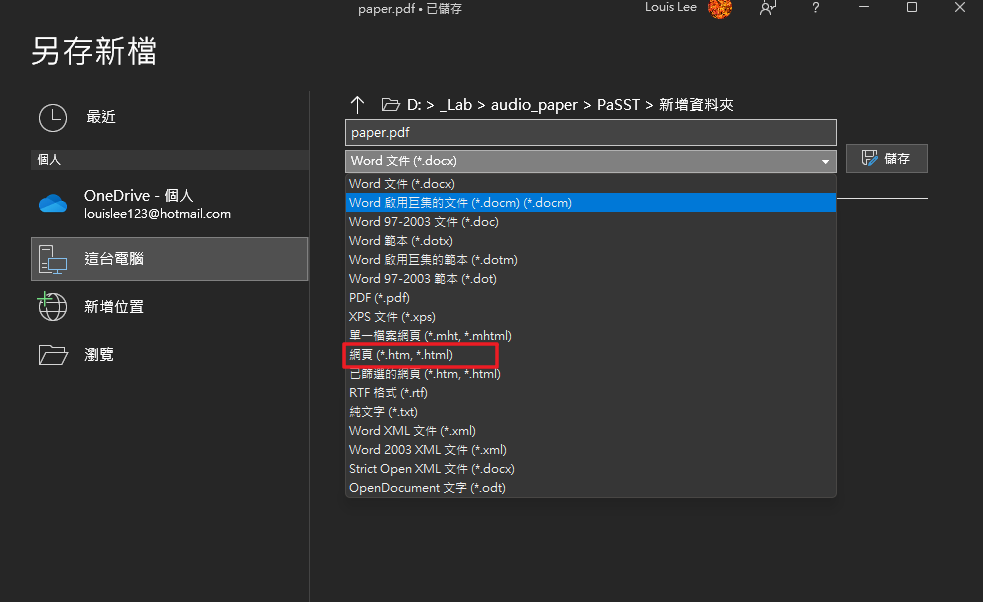 paper.pdf • 已儲存
Louis Lee
?
另存新檔
最近
個人
OneDrive - 個人
louislee123@hotmail.com
這台電腦
新增位置
瀏覽
D: > _Lab > audio_paper > PaSST > 新增資料夾
paper.pdf
Word 文件 (*.docx)
儲存
Word 文件 (*.docx)
Word 啟用巨集的文件 (*.docm) (*.docm)
Word 97-2003 文件 (*.doc)
Word 範本 (*.dotx)
Word 啟用巨集的範本 (*.dotm)
Word 97-2003 範本 (*.dot)
PDF (*.pdf)
XPS 文件 (*.xps)
單一檔案網頁 (*.mht, *.mhtml)
網頁 (*.htm, *.html)
已篩選的網頁 (*.htm, *.html)
RTF 格式 (*.rtf)
純文字 (*.txt)
Word XML 文件 (*.xml)
Word 2003 XML 文件 (*.xml)
Strict Open XML 文件 (*.docx)
OpenDocument 文字 (*.odt)